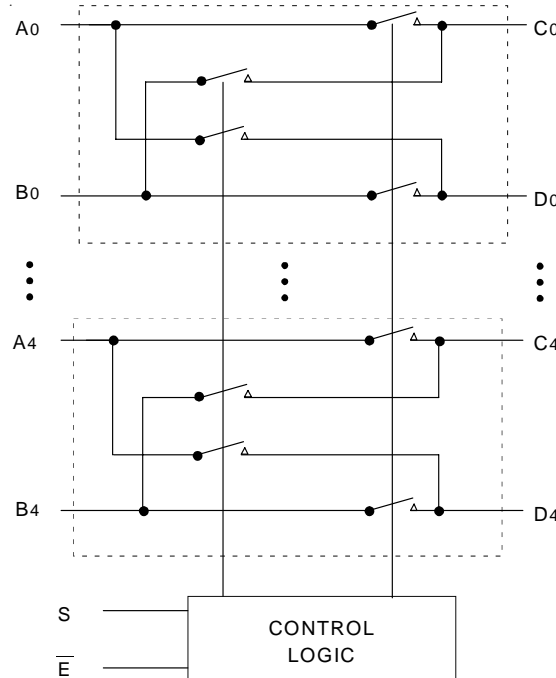 A0 C0
B0 D0
A4 C4
B4 D4
S
CONTROL
LOGIC
E̅